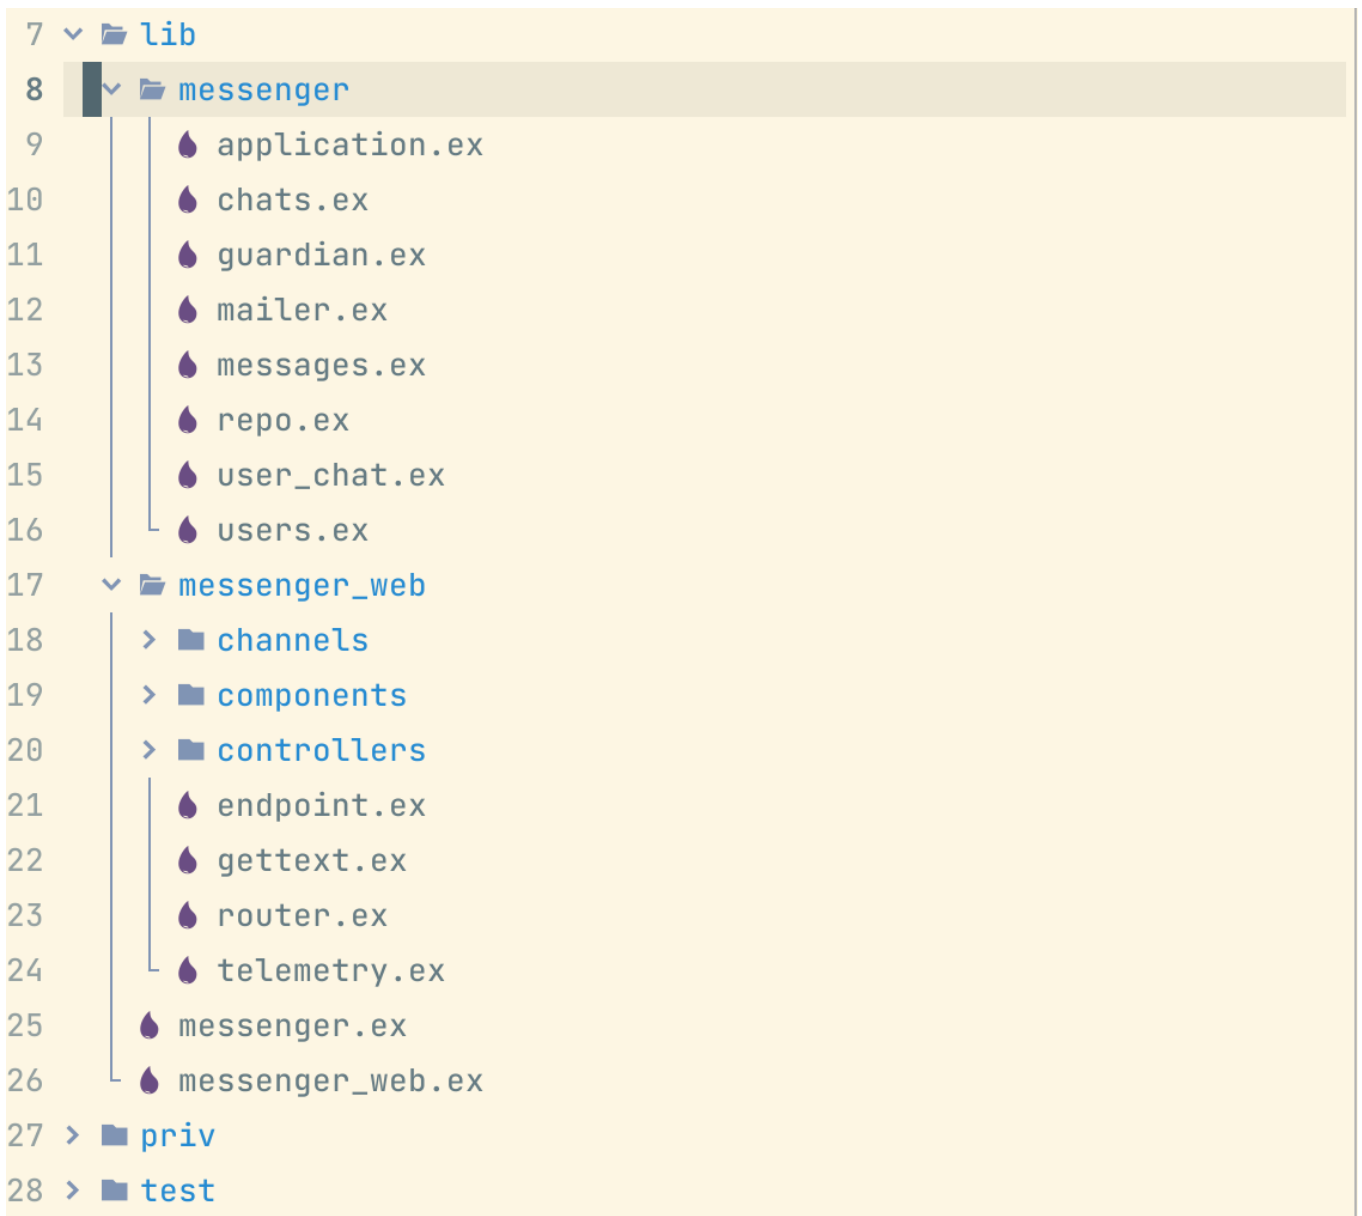 7 lib
8 messenger
9 application.ex
10 chats.ex
11 guardian.ex
12 mailer.ex
13 messages.ex
14 repo.ex
15 user_chat.ex
16 users.ex
17 messenger_web
18 channels
19 components
20 controllers
21 endpoint.ex
22 gettext.ex
23 router.ex
24 telemetry.ex
25 messenger.ex
26 messenger_web.ex
27 priv
28 test